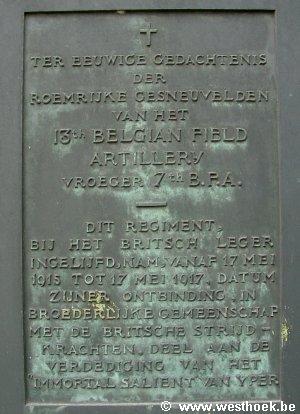 TER EEUWIGE GEDACHTENIS
DER
ROEMRIJKE GESNEUVELDEN
VAN HET
13th BELGIAN FIELD
ARTILLERY
VROEGER 7th B.F.A.
DIT REGIMENT,
BIJ HET BRITSCH LEGER
INGELIJFD, NAM, VANAF 17 MEI
1915 TOT 17 MEI 1917, DATUM
ZIJNER ONTBINDING, IN
BROEDERLIJKE GEMEENSCHAP
MET DE BRITSCHE STRIJD-
KRACHTEN, DEEL AAN DE
VERDEDIGING VAN HET
"IMMORTAL SALIENT VAN YPER
© www.westhoek.be